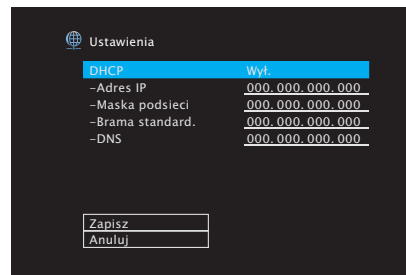 Ustawienia
DHCP Wył.
–Adres IP 000. 000. 000. 000
–Maska podsieci 000. 000. 000. 000
–Brama standard. 000. 000. 000. 000
–DNS 000. 000. 000. 000
Zapisz
Anuluj